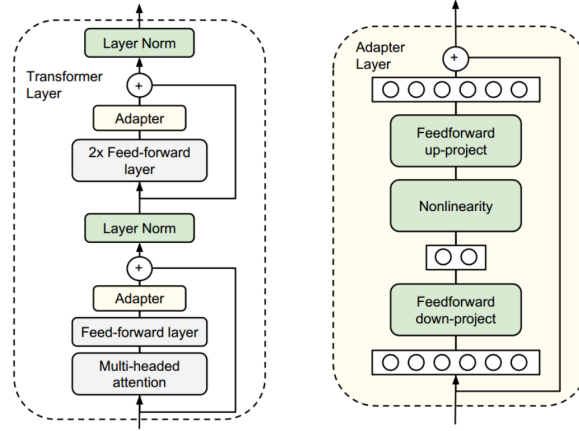 Layer Norm
Transformer
Layer
+
Adapter
2x Feed-forward
layer
Layer Norm
+
Adapter
Feed-forward layer
Multi-headed
attention
Adapter
Layer
+
Feedforward
up-project
Nonlinearity
Feedforward
down-project